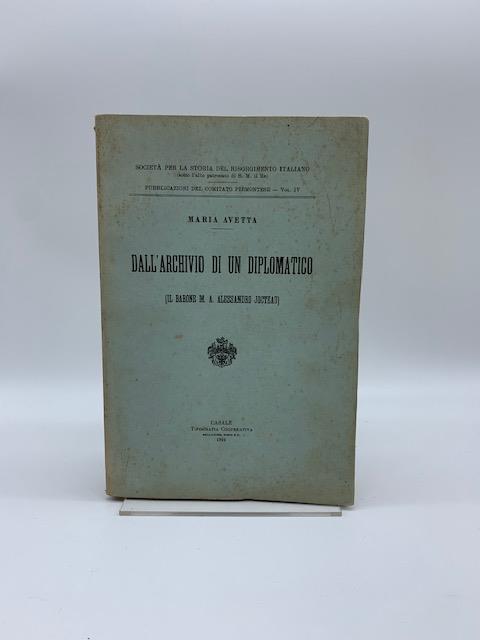 SOCIETÀ PER LA STORIA DEL RISORGIMENTO ITALIANO
(sotto l'alto patronato di S. M. il Re)
PUBBLICAZIONI DEL COMITATO PIEMONTESE — VOL. IV
MARIA AVETTA
DALL'ARCHIVIO DI UN DIPLOMATICO
(IL BARONE M. A. ALESSANDRO JOCTEAU)
CASALE
TIPOGRAFIA COOPERATIVA